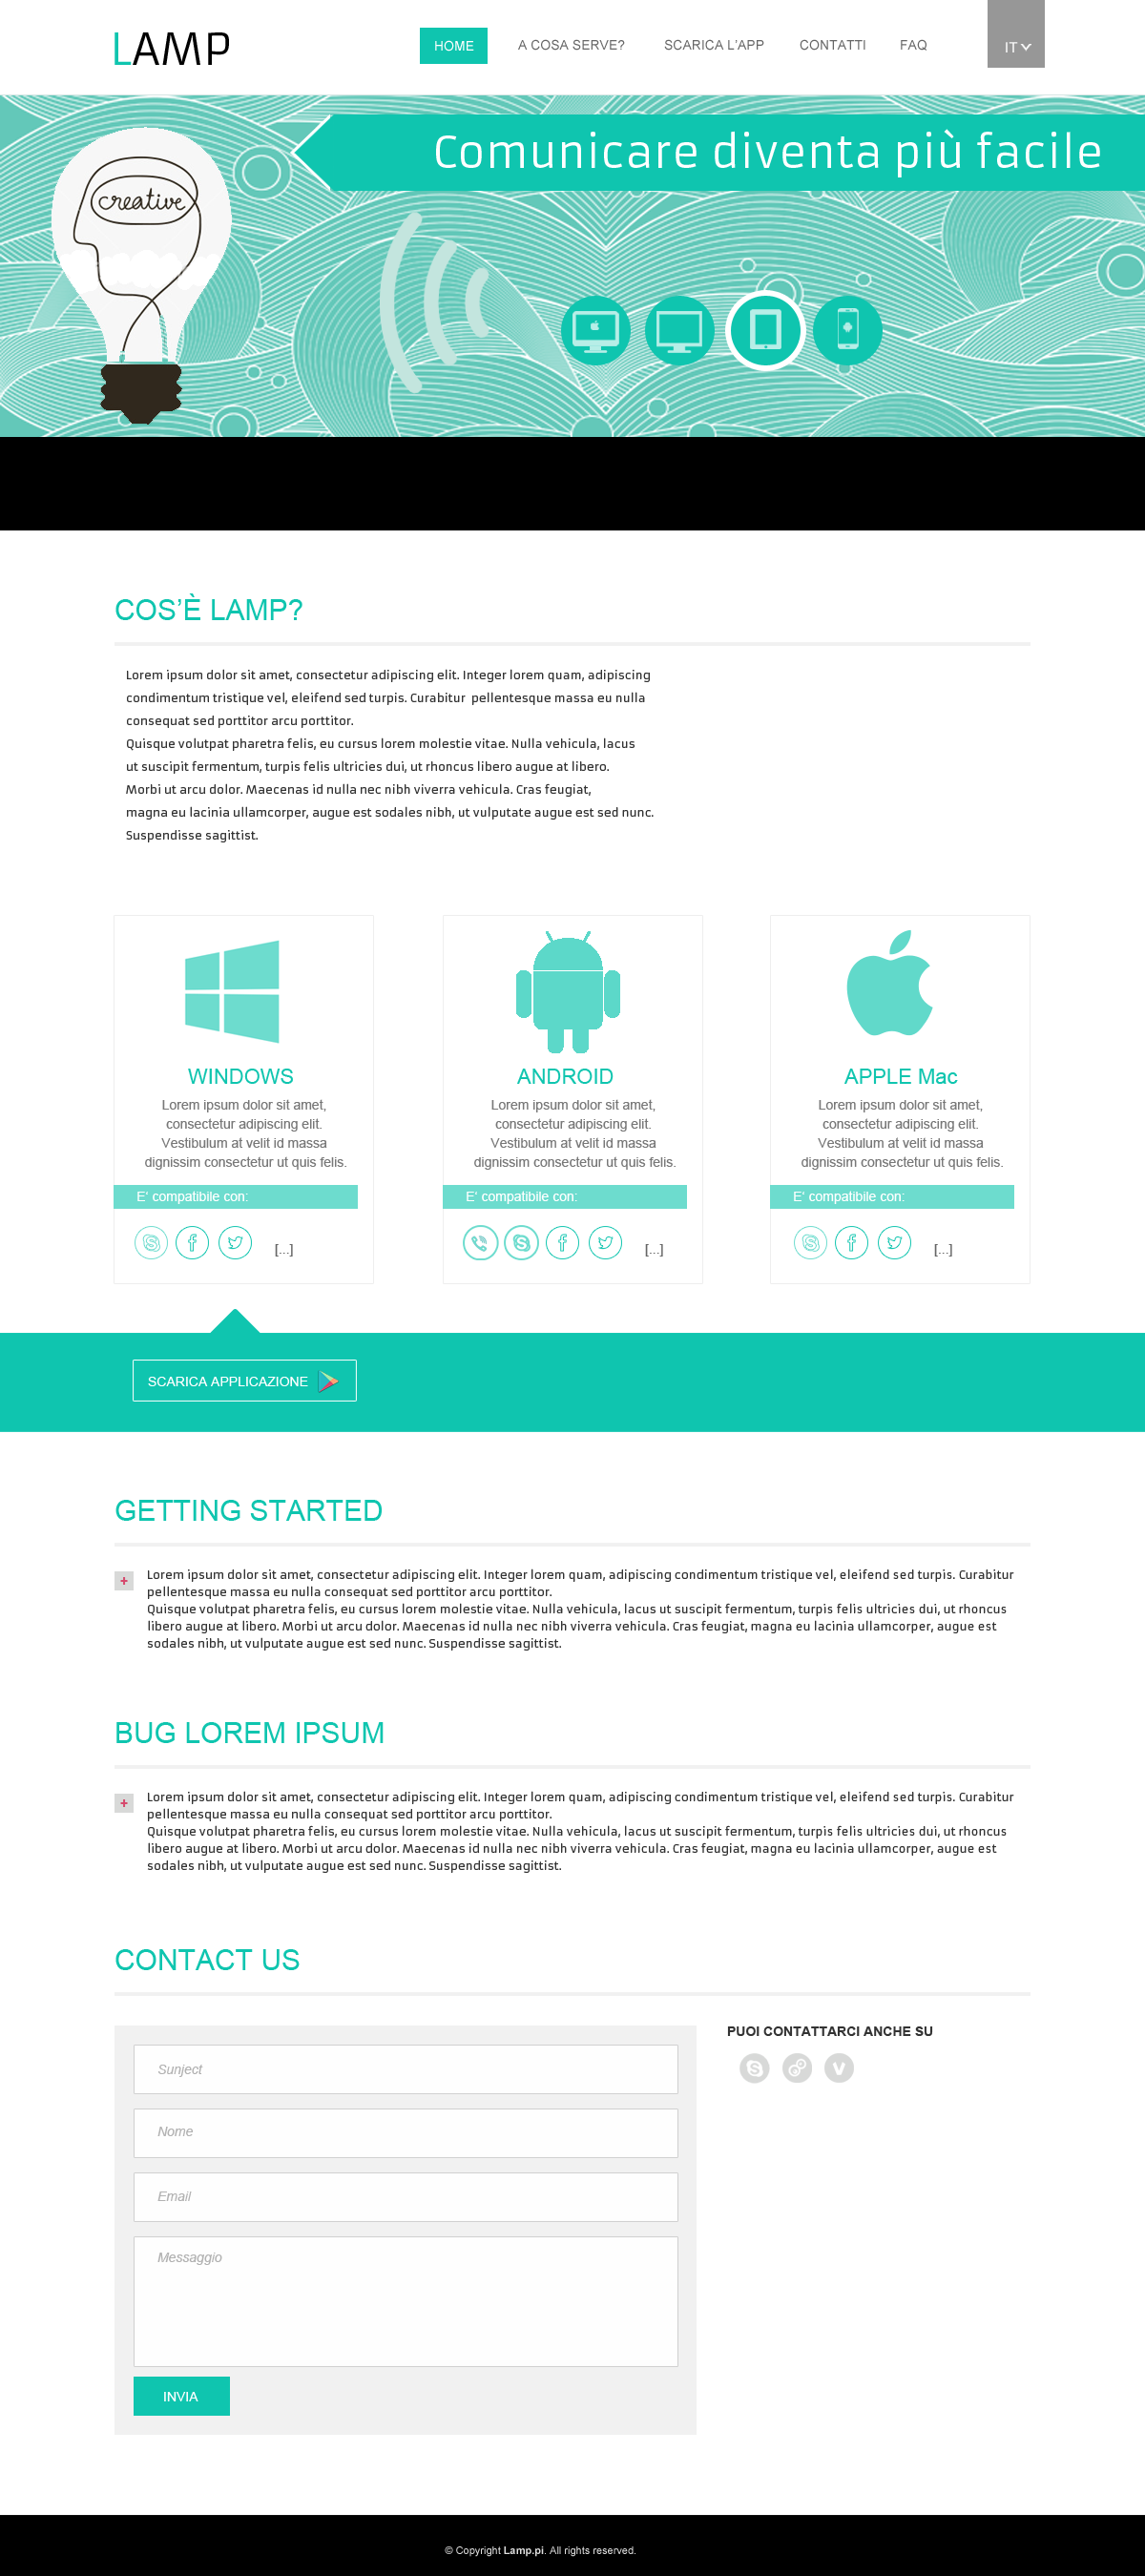 LAMP
HOME
A COSA SERVE?
SCARICA L'APP
CONTATTI
FAQ
IT
Comunicare diventa più facile
creative
COS'È LAMP?
Lorem ipsum dolor sit amet, consectetur adipiscing elit. Integer lorem quam, adipiscing
condimentum tristique vel, eleifend sed turpis. Curabitur pellentesque massa eu nulla
consequat sed porttitor arcu porttitor.
Quisque volutpat pharetra felis, eu cursus lorem molestie vitae. Nulla vehicula, lacus
ut suscipit fermentum, turpis felis ultricies dui, ut rhoncus libero augue at libero.
Morbi ut arcu dolor. Maecenas id nulla nec nibh viverra vehicula. Cras feugiat,
magna eu lacinia ullamcorper, augue est sodales nibh, ut vulputate augue est sed nunc.
Suspendisse sagittist.
WINDOWS
Lorem ipsum dolor sit amet,
consectetur adipiscing elit.
Vestibulum at velit id massa
dignissim consectetur ut quis felis.
E' compatibile con:
[...]
ANDROID
Lorem ipsum dolor sit amet,
consectetur adipiscing elit.
Vestibulum at velit id massa
dignissim consectetur ut quis felis.
E' compatibile con:
[...]
APPLE Mac
Lorem ipsum dolor sit amet,
consectetur adipiscing elit.
Vestibulum at velit id massa
dignissim consectetur ut quis felis.
E' compatibile con:
[...]
SCARICA APPLICAZIONE
GETTING STARTED
+
Lorem ipsum dolor sit amet, consectetur adipiscing elit. Integer lorem quam, adipiscing condimentum tristique vel, eleifend sed turpis. Curabitur
pellentesque massa eu nulla consequat sed porttitor arcu porttitor.
Quisque volutpat pharetra felis, eu cursus lorem molestie vitae. Nulla vehicula, lacus ut suscipit fermentum, turpis felis ultricies dui, ut rhoncus
libero augue at libero. Morbi ut arcu dolor. Maecenas id nulla nec nibh viverra vehicula. Cras feugiat, magna eu lacinia ullamcorper, augue est
sodales nibh, ut vulputate augue est sed nunc. Suspendisse sagittist.
BUG LOREM IPSUM
+
Lorem ipsum dolor sit amet, consectetur adipiscing elit. Integer lorem quam, adipiscing condimentum tristique vel, eleifend sed turpis. Curabitur
pellentesque massa eu nulla consequat sed porttitor arcu porttitor.
Quisque volutpat pharetra felis, eu cursus lorem molestie vitae. Nulla vehicula, lacus ut suscipit fermentum, turpis felis ultricies dui, ut rhoncus
libero augue at libero. Morbi ut arcu dolor. Maecenas id nulla nec nibh viverra vehicula. Cras feugiat, magna eu lacinia ullamcorper, augue est
sodales nibh, ut vulputate augue est sed nunc. Suspendisse sagittist.
CONTACT US
Sunject
Nome
Email
Messaggio
INVIA
PUOI CONTATTARCI ANCHE SU
© Copyright Lamp.pi. All rights reserved.